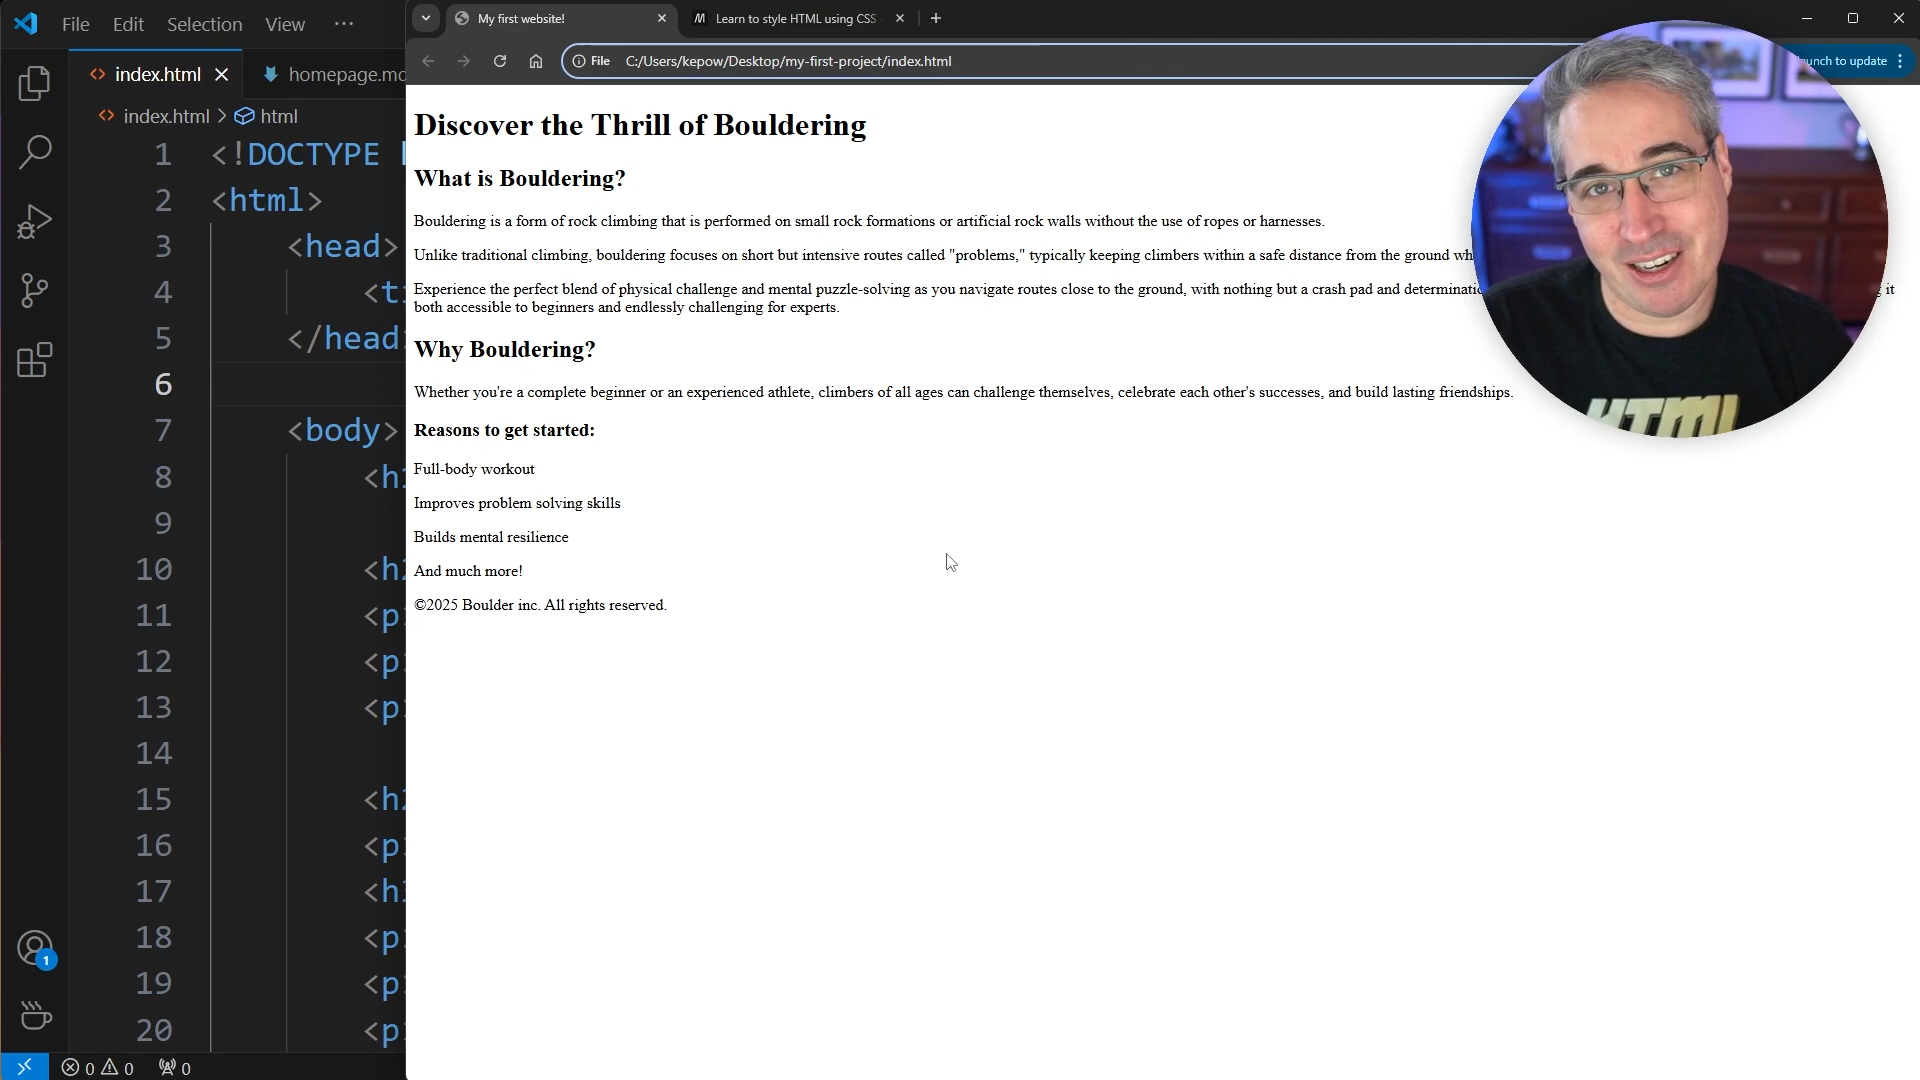 File Edit Selection View ···
index.html
homepage.md
index.html > html
1 <!DOCTYPE
2 <html>
3 <head>
4
5 </head
6
7 <body>
8
9
10
11 <p
12 <p
13 <p
14
15
16 <p
17
18 <p
19 <p
20 <p
1
0 0 0
My first website!
Learn to style HTML using CSS
File C:/Users/kepow/Desktop/my-first-project/index.html
to update
Discover the Thrill of Bouldering
What is Bouldering?
Bouldering is a form of rock climbing that is performed on small rock formations or artificial rock walls without the use of ropes or harnesses.
Unlike traditional climbing, bouldering focuses on short but intensive routes called "problems," typically keeping climbers within a safe distance from the ground
Experience the perfect blend of physical challenge and mental puzzle-solving as you navigate routes close to the ground, with nothing but a crash pad and it
both accessible to beginners and endlessly challenging for experts.
Why Bouldering?
Whether you're a complete beginner or an experienced athlete, climbers of all ages can challenge themselves, celebrate each other's successes, and build lasting friendships.
Reasons to get started:
Full-body workout
Improves problem solving skills
Builds mental resilience
And much more!
©2025 Boulder inc. All rights reserved.
HTML